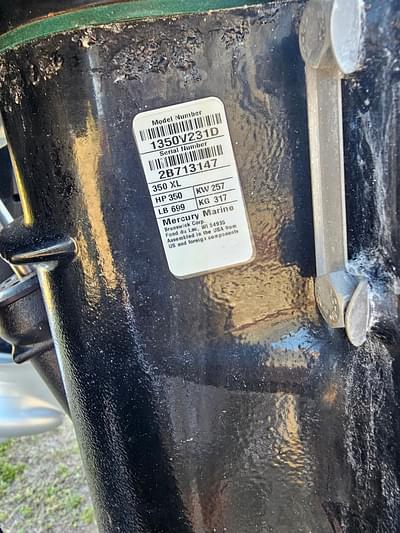 Model Number
1350V231D
Serial Number
2B713147
350 XL
HP 350 KW 257
LB 699 KG 317
Mercury Marine
Brunswick Corp.
Fond du Lac, WI 54935
Assembled in the USA from
US and foreign components